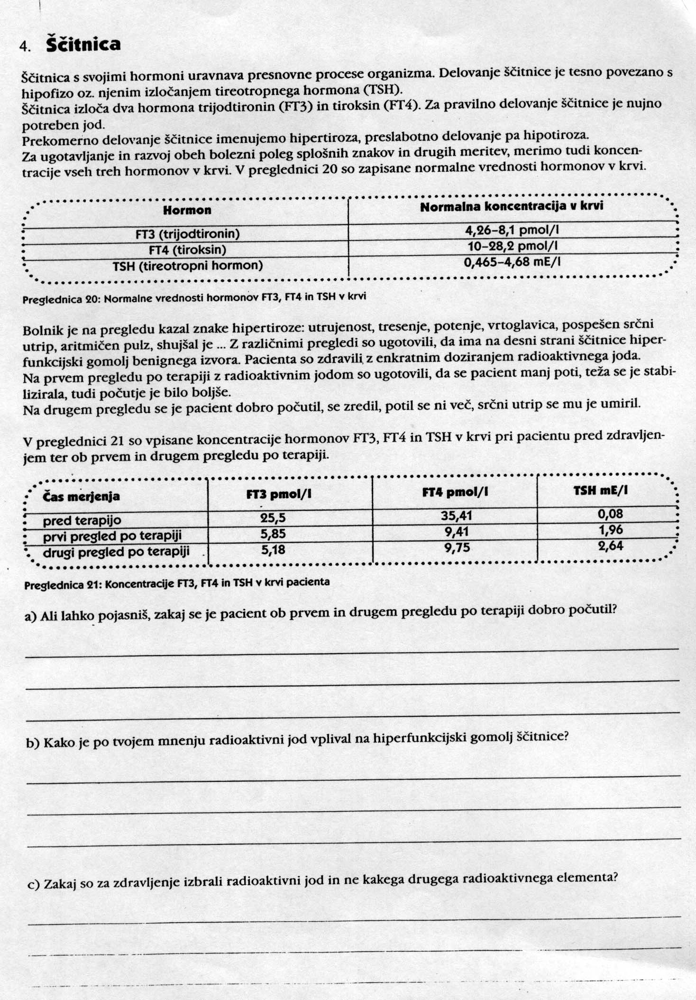 4. Ščitnica
Ščitnica s svojimi hormoni uravnava presnovne procese organizma. Delovanje ščitnice je tesno povezano s
hipofizo oz. njenim izločanjem tireotropnega hormona (TSH).
Ščitnica izloča dva hormona trijodtironin (FT3) in tiroksin (FT4). Za pravilno delovanje ščitnice je nujno
potreben jod.
Prekomerno delovanje ščitnice imenujemo hipertiroza, preslabotno delovanje pa hipotiroza.
Za ugotavljanje in razvoj obeh bolezni poleg splošnih znakov in drugih meritev, merimo tudi koncen-
tracije vseh treh hormonov v krvi. V preglednici 20 so zapisane normalne vrednosti hormonov v krvi.
Hormon Normalna koncentracija v krvi
FT3 (trijodtironin) 4,26–8,1 pmol/l
FT4 (tiroksin) 10–28,2 pmol/l
TSH (tireotropni hormon) 0,465–4,68 mE/l
Preglednica 20: Normalne vrednosti hormonov FT3, FT4 in TSH v krvi
Bolnik je na pregledu kazal znake hipertiroze: utrujenost, tresenje, potenje, vrtoglavica, pospešen srčni
utrip, aritmičen pulz, shujšal je ... Z različnimi pregledi so ugotovili, da ima na desni strani ščitnice hiper-
funkcijski gomolj benignega izvora. Pacienta so zdravili z enkratnim doziranjem radioaktivnega joda.
Na prvem pregledu po terapiji z radioaktivnim jodom so ugotovili, da se pacient manj poti, teža se je stabi-
lizirala, tudi počutje je bilo boljše.
Na drugem pregledu se je pacient dobro počutil, se zredil, potil se ni več, srčni utrip se mu je umiril.
V preglednici 21 so vpisane koncentracije hormonov FT3, FT4 in TSH v krvi pri pacientu pred zdravljen-
jem ter ob prvem in drugem pregledu po terapiji.
Čas merjenja FT3 pmol/l FT4 pmol/l TSH mE/l
pred terapijo 25,5 35,41 0,08
prvi pregled po terapiji 5,85 9,41 1,96
drugi pregled po terapiji 5,18 9,75 2,64
Preglednica 21: Koncentracije FT3, FT4 in TSH v krvi pacienta
a) Ali lahko pojasniš, zakaj se je pacient ob prvem in drugem pregledu po terapiji dobro počutil?
b) Kako je po tvojem mnenju radioaktivni jod vplival na hiperfunkcijski gomolj ščitnice?
c) Zakaj so za zdravljenje izbrali radioaktivni jod in ne kakega drugega radioaktivnega elementa?